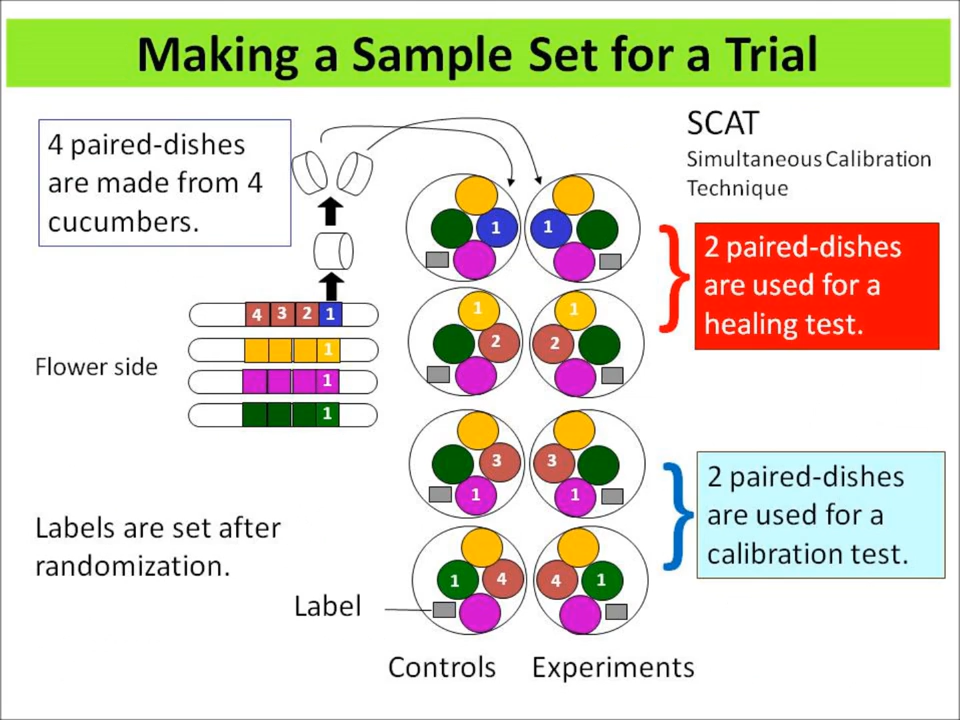 Making a Sample Set for a Trial
4 paired-dishes
are made from 4
cucumbers.
SCAT
Simultaneous Calibration
Technique
1 1
2 paired-dishes
are used for a
healing test.
4 3 2 1
1 1
2 2
1
Flower side
1
1
3 3
1 1
2 paired-dishes
are used for a
calibration test.
Labels are set after
randomization.
1 4 4 1
Label
Controls Experiments